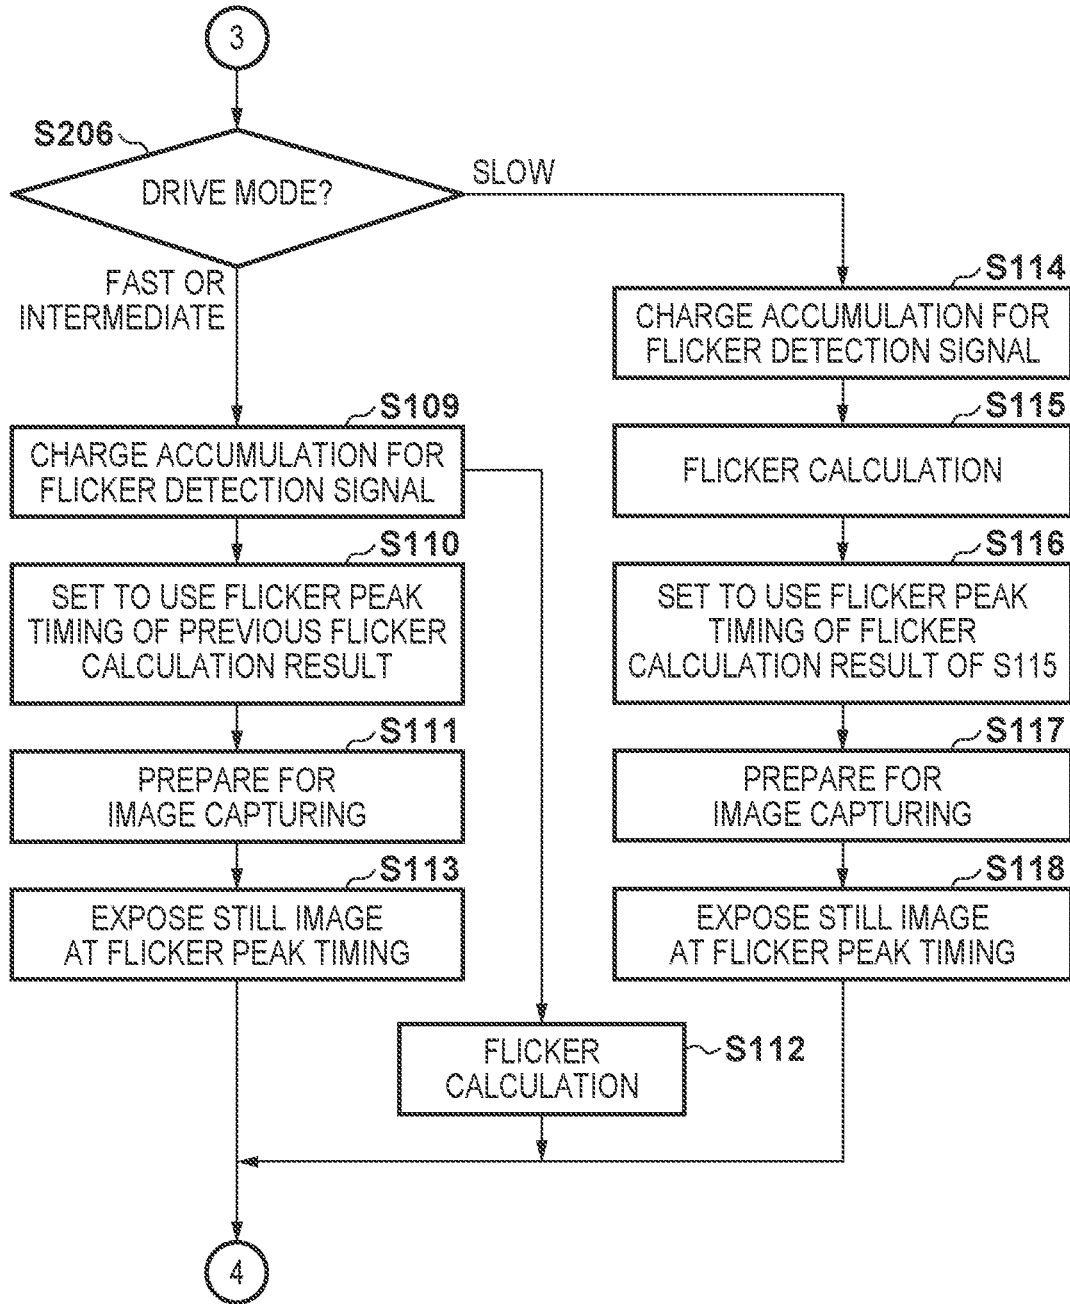 3
S206
DRIVE MODE?
SLOW
FAST OR
INTERMEDIATE
S109
CHARGE ACCUMULATION FOR
FLICKER DETECTION SIGNAL
S110
SET TO USE FLICKER PEAK
TIMING OF PREVIOUS FLICKER
CALCULATION RESULT
S111
PREPARE FOR
IMAGE CAPTURING
S113
EXPOSE STILL IMAGE
AT FLICKER PEAK TIMING
S112
FLICKER
CALCULATION
S114
CHARGE ACCUMULATION FOR
FLICKER DETECTION SIGNAL
S115
FLICKER CALCULATION
S116
SET TO USE FLICKER PEAK
TIMING OF FLICKER
CALCULATION RESULT OF S115
S117
PREPARE FOR
IMAGE CAPTURING
S118
EXPOSE STILL IMAGE
AT FLICKER PEAK TIMING
4